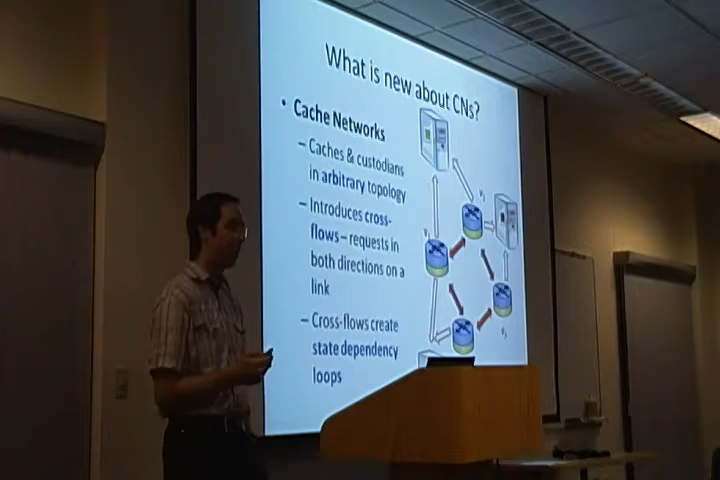 What is new about CNs?
• Cache Networks
– Caches & custodians
in arbitrary topology
– Introduces cross-
flows – requests in
both directions on a
link
– Cross-flows create
state dependency
loops